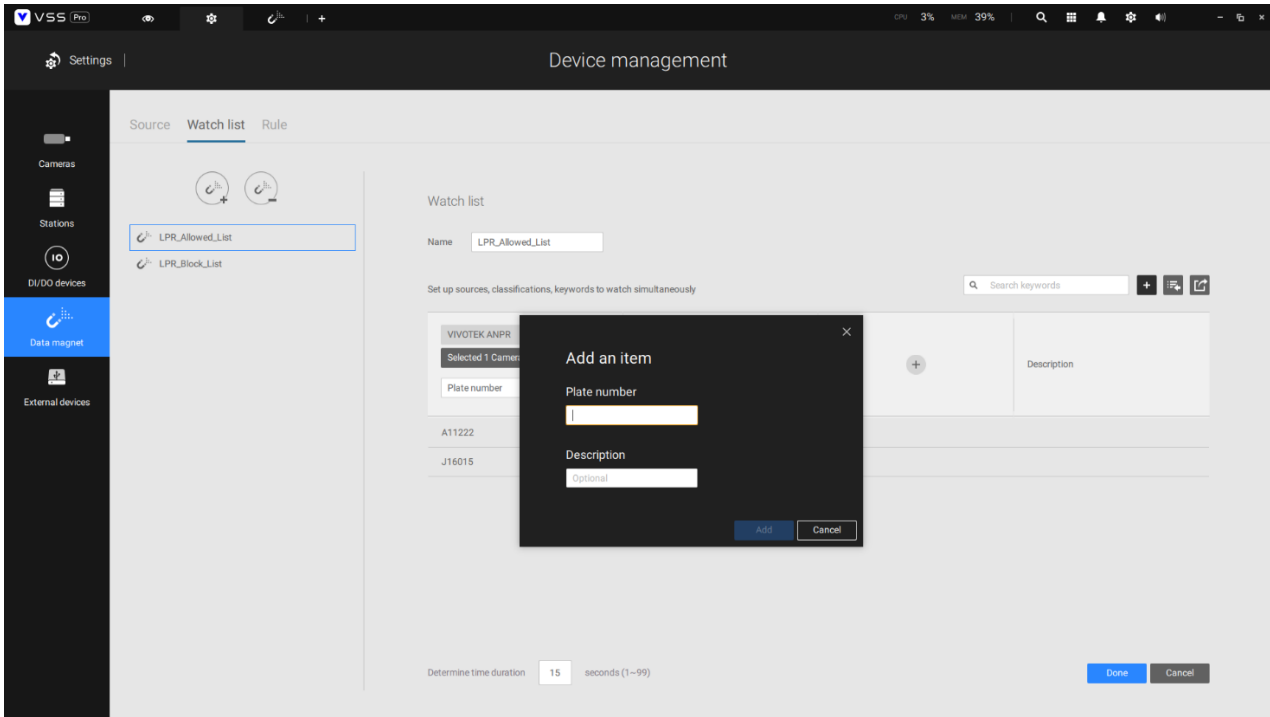 VSS Pro
CPU 3% MEM 39%
Settings
Device management
Cameras
Stations
IO
DI/DO devices
Data magnet
External devices
Source Watch list Rule
LPR_Allowed_List
LPR_Block_List
Watch list
Name LPR_Allowed_List
Set up sources, classifications, keywords to watch simultaneously
Search keywords
VIVOTEK ANPR
Selected 1 Camera
Plate number
Description
A11222
J16015
Add an item
Plate number
Description
Optional
Add Cancel
Determine time duration 15 seconds (1~99)
Done Cancel